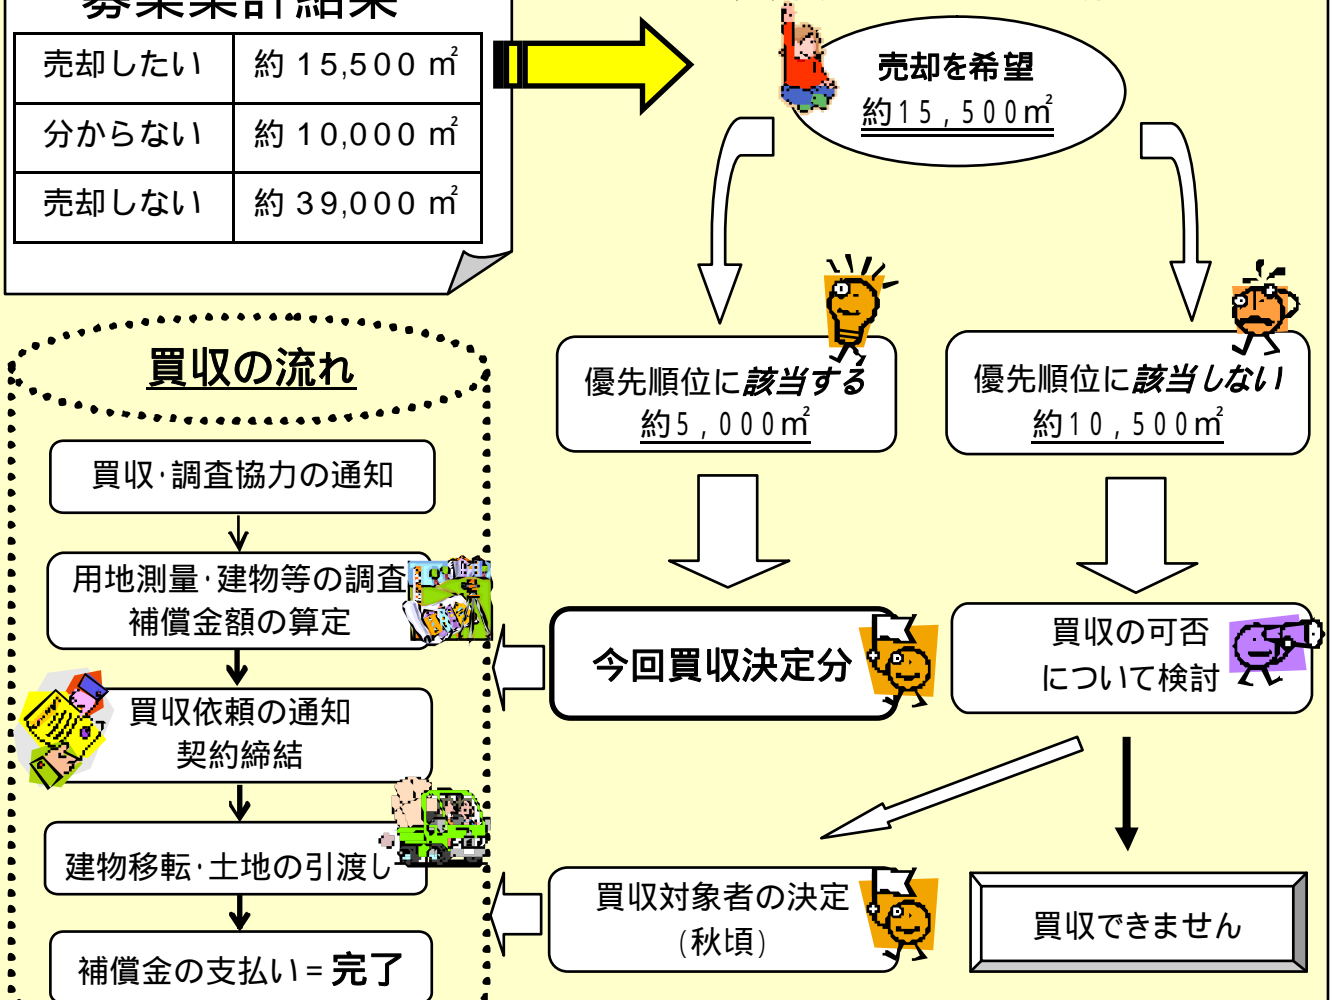 募集集計結果
売却したい 約 15,500 ㎡
分からない 約 10,000 ㎡
売却しない 約 39,000 ㎡
売却を希望
約15,500㎡
優先順位に該当する
約5,000㎡
優先順位に該当しない
約10,500㎡
今回買収決定分
買収の可否
について検討
買収対象者の決定
(秋頃)
買収できません
買収の流れ
買収・調査協力の通知
用地測量・建物等の調査
補償金額の算定
買収依頼の通知
契約締結
建物移転・土地の引渡し
補償金の支払い=完了